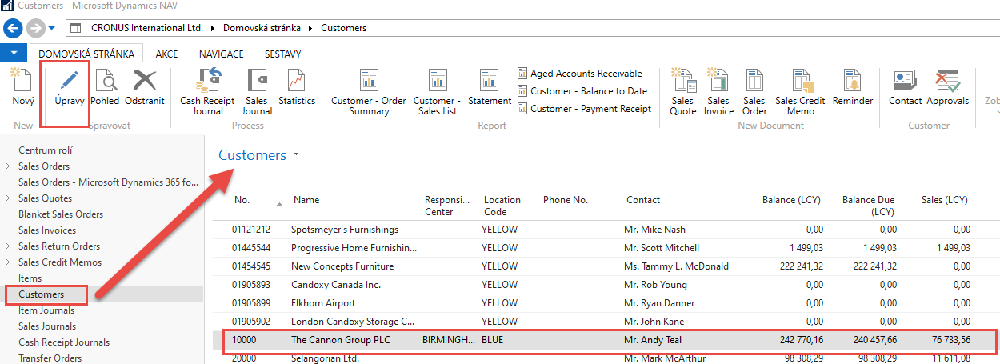 Customers - Microsoft Dynamics NAV
CRONUS International Ltd. Domovská stránka Customers
DOMOVSKÁ STRÁNKA AKCE NAVIGACE SESTAVY
Nový
Úpravy
Pohled
Odstranit
Cash Receipt Journal
Sales Journal
Statistics
Customer - Order Summary
Customer - Sales List
Statement
Aged Accounts Receivable
Customer - Balance to Date
Customer - Payment Receipt
Sales Quote
Sales Invoice
Sales Order
Sales Credit Memo
Reminder
Contact
Approvals
New Spravovat Process Report New Document Customer
Centrum rolí
Sales Orders
Sales Orders - Microsoft Dynamics 365 fo...
Sales Quotes
Blanket Sales Orders
Sales Invoices
Sales Return Orders
Sales Credit Memos
Items
Customers
Item Journals
Sales Journals
Cash Receipt Journals
Transfer Orders
Customers
No. Name Responsi... Center Location Code Phone No. Contact Balance (LCY) Balance Due (LCY) Sales (LCY)
01121212 Spotsmeyer's Furnishings YELLOW Mr. Mike Nash 0,00 0,00 0,00
01445544 Progressive Home Furnishin... YELLOW Mr. Scott Mitchell 1 499,03 1 499,03 1 499,03
01454545 New Concepts Furniture YELLOW Ms. Tammy L. McDonald 222 241,32 222 241,32 0,00
01905893 Candoxy Canada Inc. YELLOW Mr. Rob Young 0,00 0,00 0,00
01905899 Elkhorn Airport YELLOW Mr. Ryan Danner 0,00 0,00 0,00
01905902 London Candoxy Storage C... YELLOW Mr. John Kane 0,00 0,00 0,00
10000 The Cannon Group PLC BIRMINGH... BLUE Mr. Andy Teal 242 770,16 240 457,66 76 733,56
20000 Selangorian Ltd. Mr. Mark McArthur 98 308,29 98 308,29 11 611,08